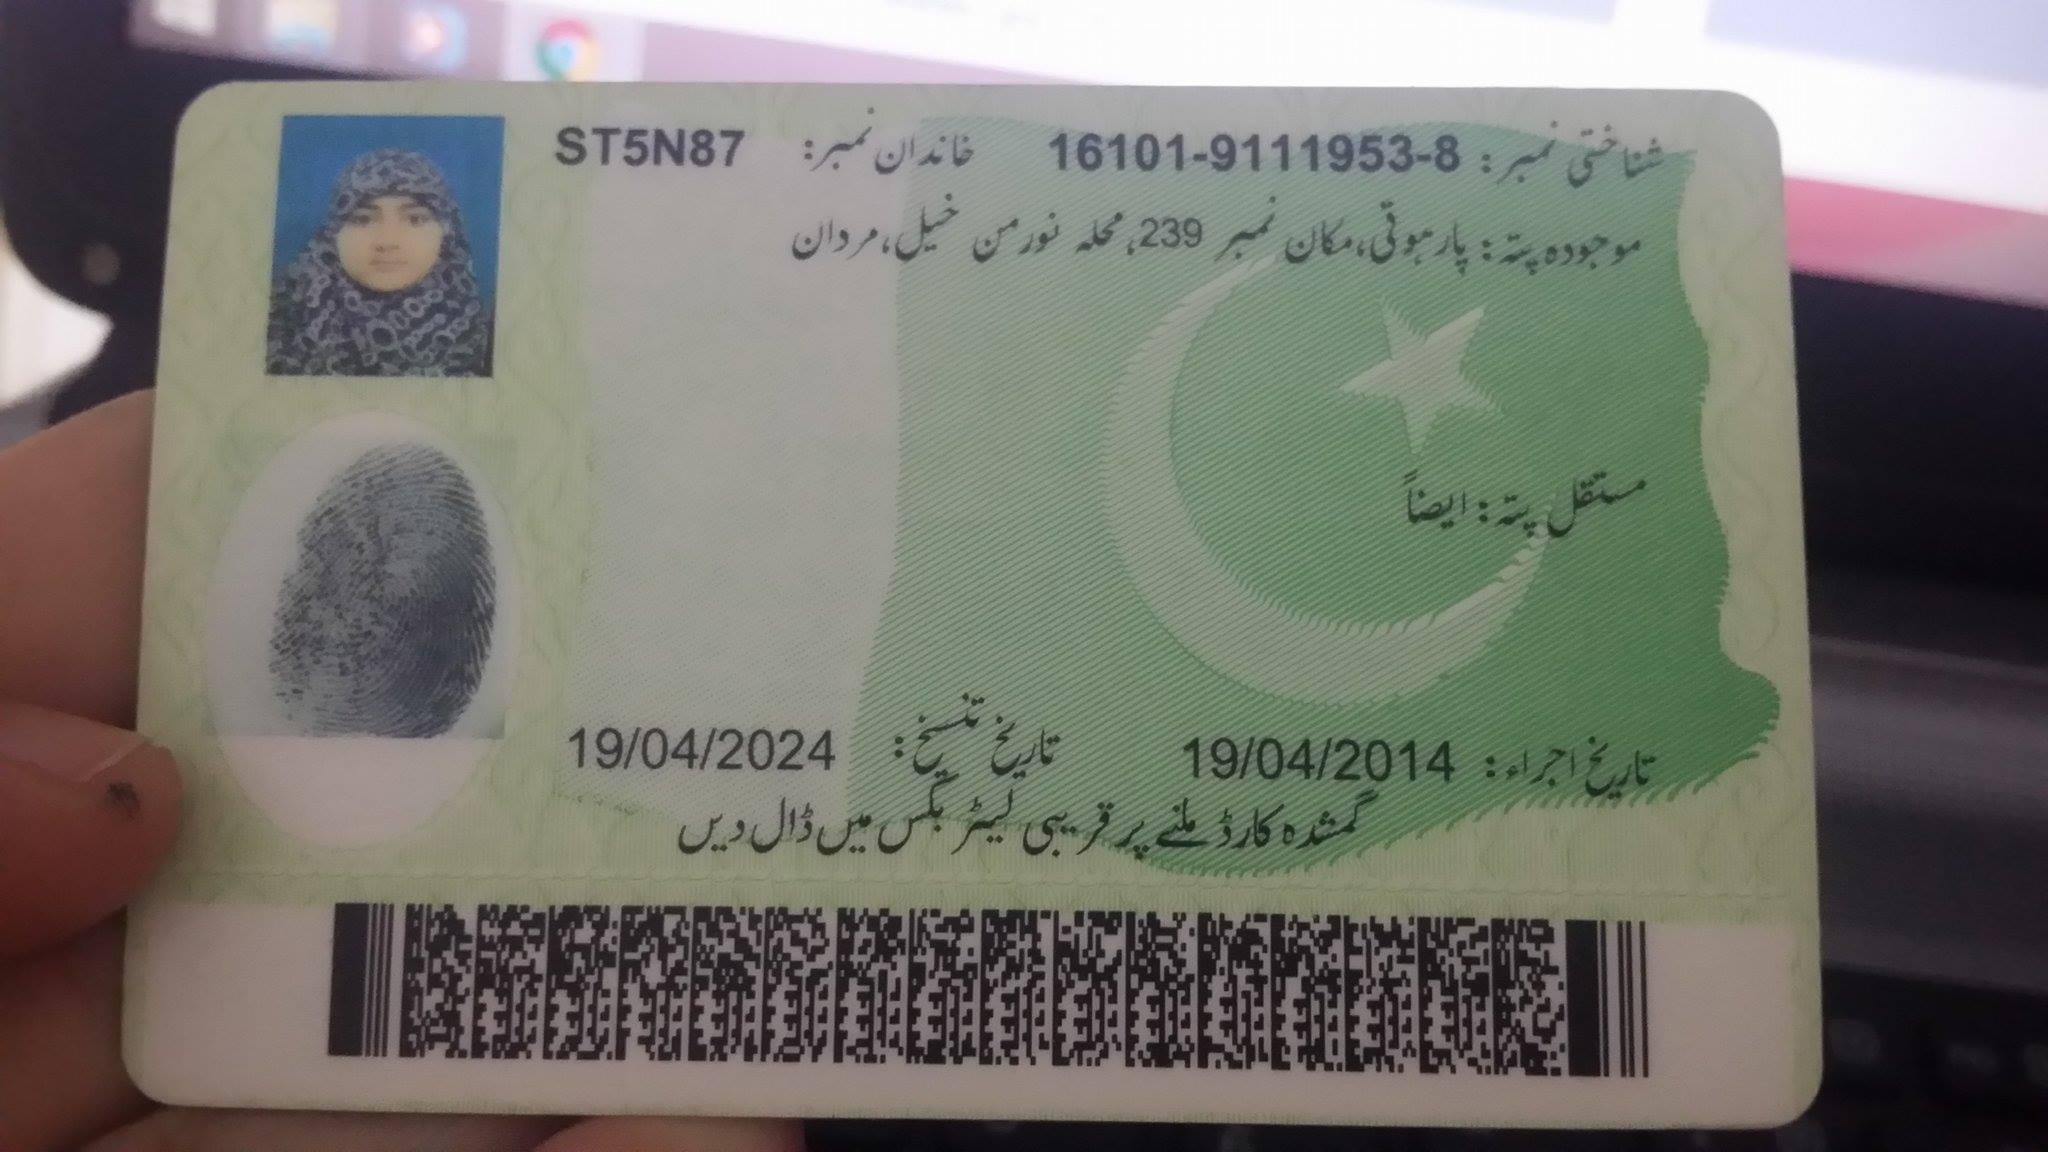 شناختی نمبر: 16101-9111953-8 خاندان نمبر: ST5N87
موجودہ پتہ: پارہوتی، مکان نمبر 239، محلہ نورمن خیل، مردان
مستقل پتہ: ایضاً
تاریخ اجراء: 19/04/2014 تاریخ تنسیخ: 19/04/2024
گمشدہ کارڈ ملنے پر قریبی لیٹر بکس میں ڈال دیں